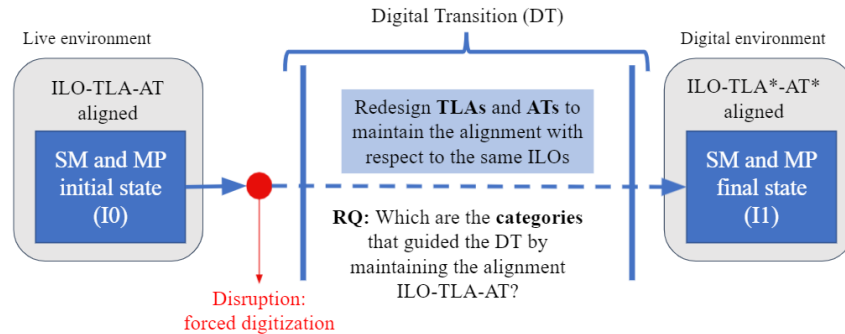 Digital Transition (DT)
Live environment
Digital environment
ILO-TLA-AT
aligned
SM and MP
initial state
(I0)
Disruption:
forced digitization
Redesign TLAs and ATs to
maintain the alignment with
respect to the same ILOs
RQ: Which are the categories
that guided the DT by
maintaining the alignment
ILO-TLA-AT?
ILO-TLA*-AT*
aligned
SM and MP
final state
(I1)